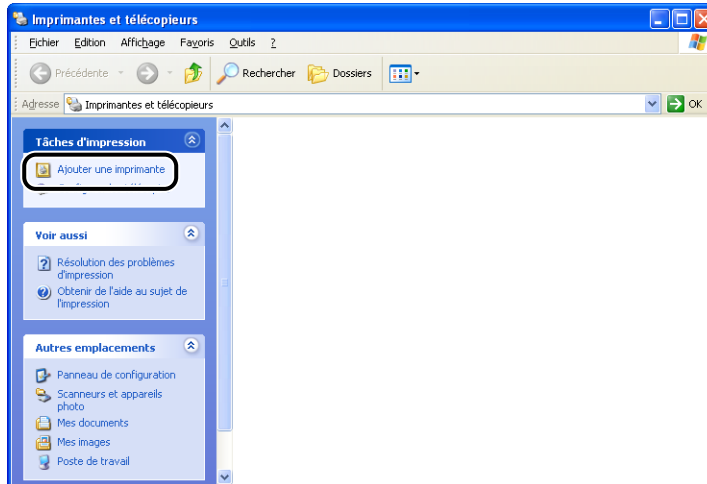 Imprimantes et télécopieurs
Fichier Edition Affichage Favoris Outils ?
Précédente Rechercher Dossiers
Adresse Imprimantes et télécopieurs OK
Tâches d'impression
Ajouter une imprimante
Voir aussi
Résolution des problèmes
d'impression
Obtenir de l'aide au sujet de
l'impression
Autres emplacements
Panneau de configuration
Scanneurs et appareils
photo
Mes documents
Mes images
Poste de travail